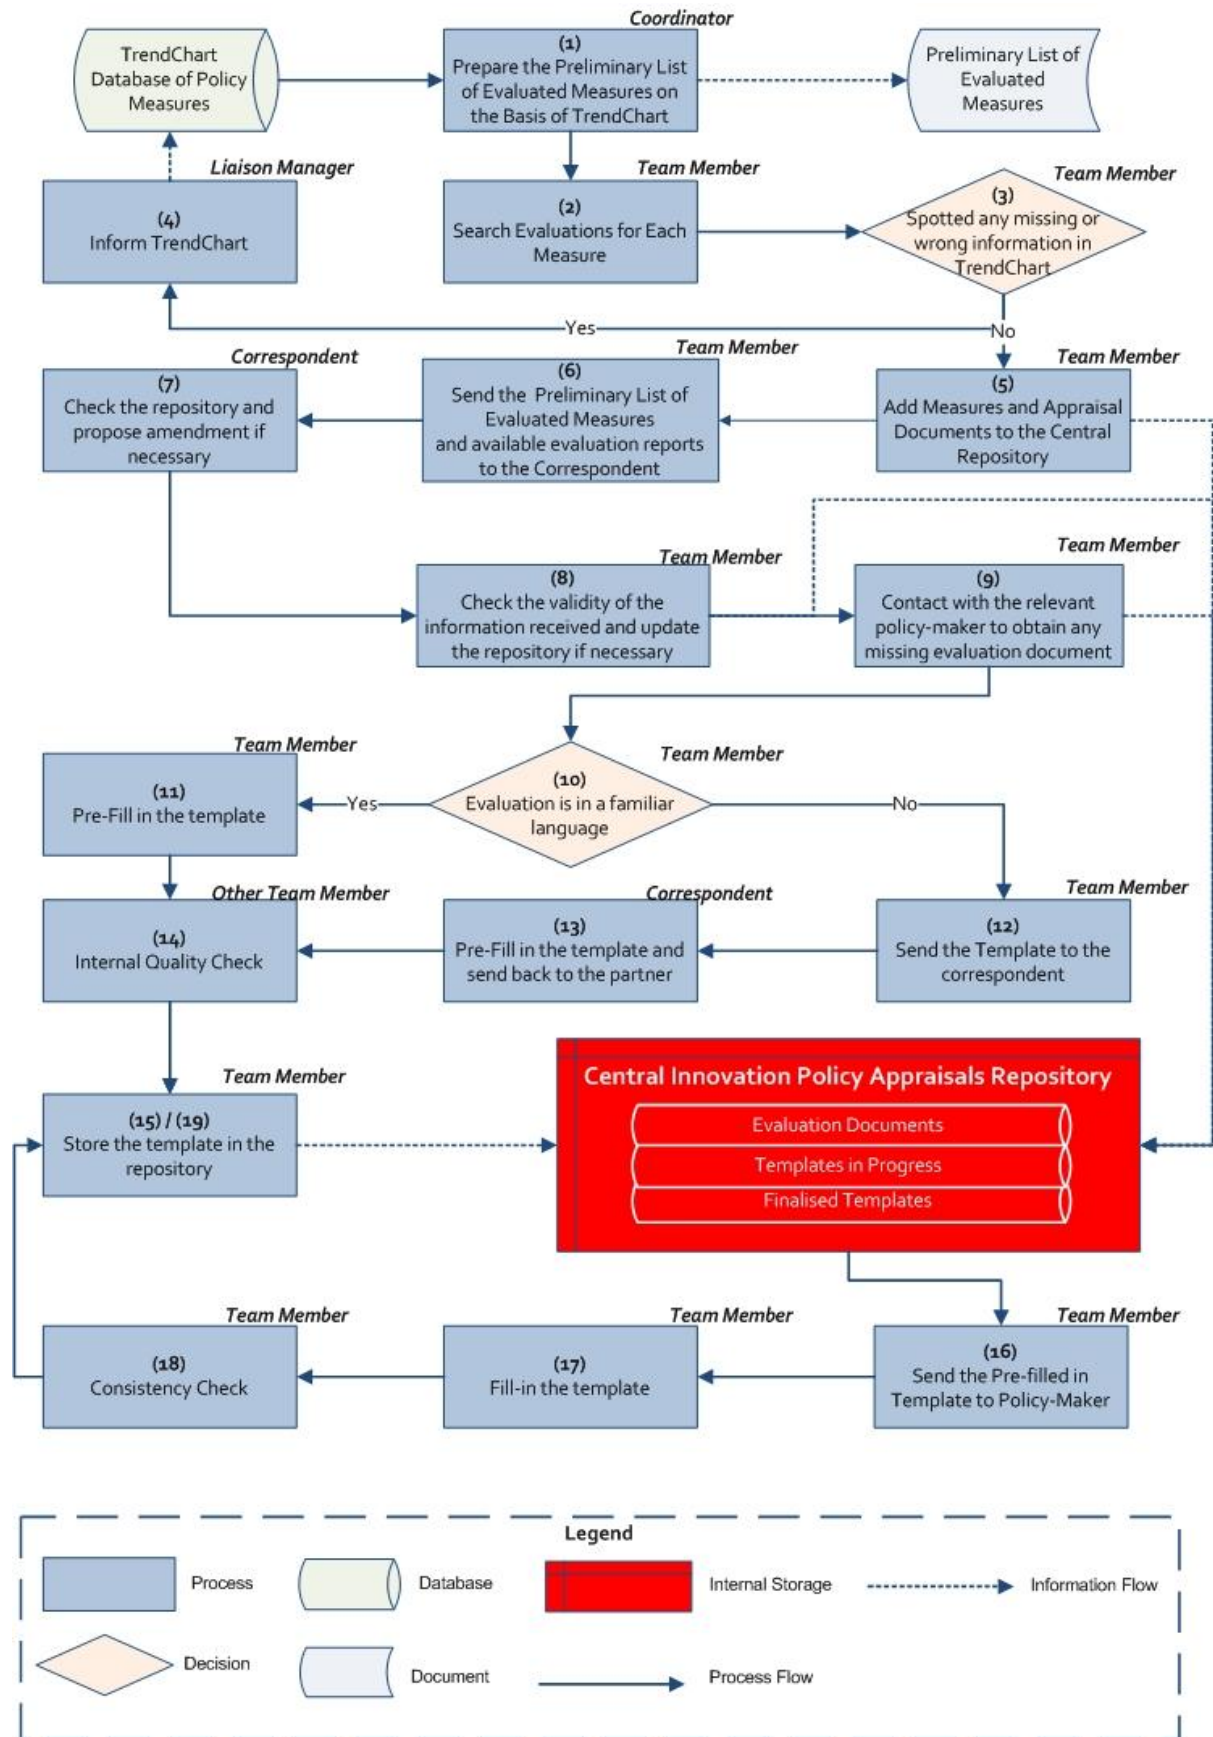 Coordinator
TrendChart
Database of Policy
Measures
(1)
Prepare the Preliminary List
of Evaluated Measures on
the Basis of TrendChart
Preliminary List of
Evaluated
Measures
Liaison Manager
(4)
Inform TrendChart
Team Member
(2)
Search Evaluations for Each
Measure
Team Member
(3)
Spotted any missing or
wrong information in
TrendChart
Yes
No
Correspondent
(7)
Check the repository and
propose amendment if
necessary
Team Member
(6)
Send the Preliminary List of
Evaluated Measures
and available evaluation reports
to the Correspondent
Team Member
(5)
Add Measures and Appraisal
Documents to the Central
Repository
Team Member
(8)
Check the validity of the
information received and update
the repository if necessary
Team Member
(9)
Contact with the relevant
policy-maker to obtain any
missing evaluation document
Team Member
(11)
Pre-Fill in the template
Yes
Team Member
(10)
Evaluation is in a familiar
language
No
Other Team Member
(14)
Internal Quality Check
Correspondent
(13)
Pre-Fill in the template and
send back to the partner
Team Member
(12)
Send the Template to the
correspondent
Team Member
(15) / (19)
Store the template in the
repository
Central Innovation Policy Appraisals Repository
Evaluation Documents
Templates in Progress
Finalised Templates
Team Member
(18)
Consistency Check
Team Member
(17)
Fill-in the template
Team Member
(16)
Send the Pre-filled in
Template to Policy-Maker
Legend
Process
Database
Internal Storage
Information Flow
Decision
Document
Process Flow